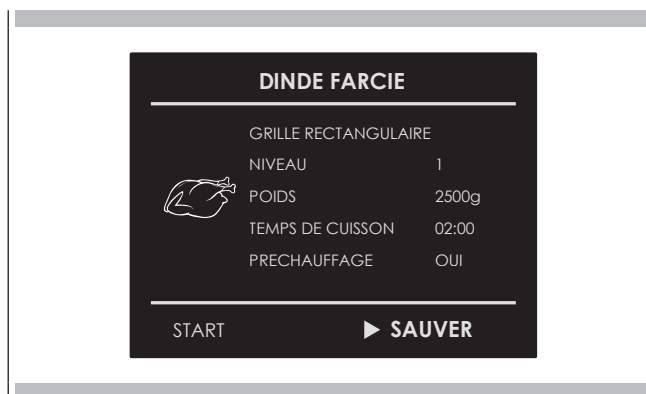 DINDE FARCIE
GRILLE RECTANGULAIRE
NIVEAU 1
POIDS 2500g
TEMPS DE CUISSON 02:00
PRECHAUFFAGE OUI
START ▶ SAUVER